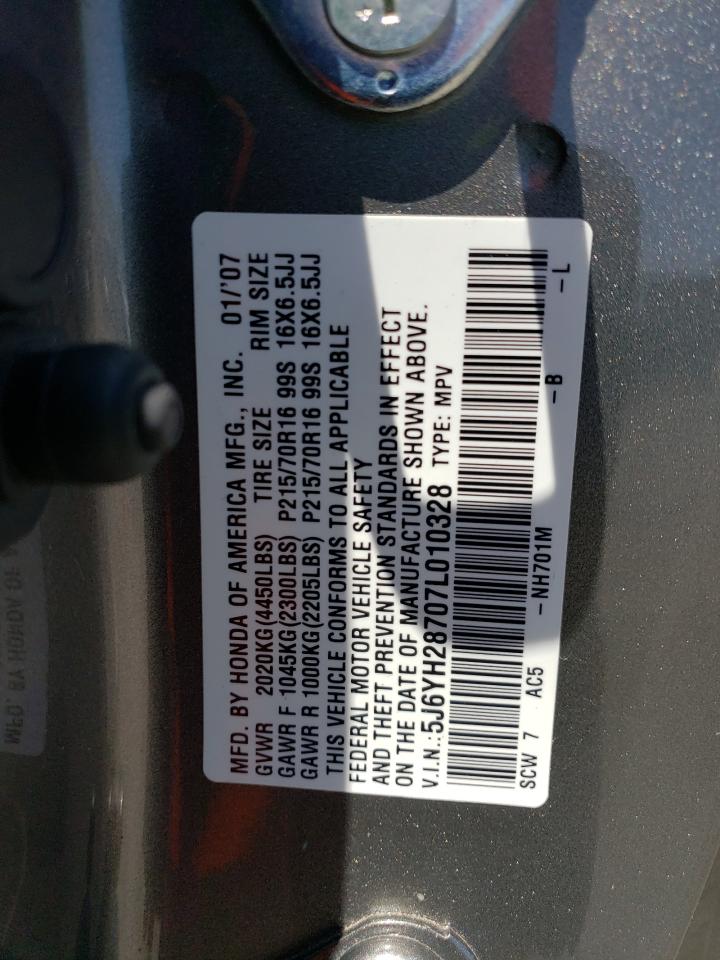 MFD. BY HONDA OF AMERICA MFG., INC. 01/'07
GVWR 2020KG(4450LBS) TIRE SIZE RIM SIZE
GAWR F 1045KG(2300LBS) P215/70R16 99S 16X6.5JJ
GAWR R 1000KG(2205LBS) P215/70R16 99S 16X6.5JJ
THIS VEHICLE CONFORMS TO ALL APPLICABLE
FEDERAL MOTOR VEHICLE SAFETY
AND THEFT PREVENTION STANDARDS IN EFFECT
ON THE DATE OF MANUFACTURE SHOWN ABOVE.
V.I.N.:5J6YH28707L010328 TYPE: MPV
SCW 7 AC5 -NH701M -B -L